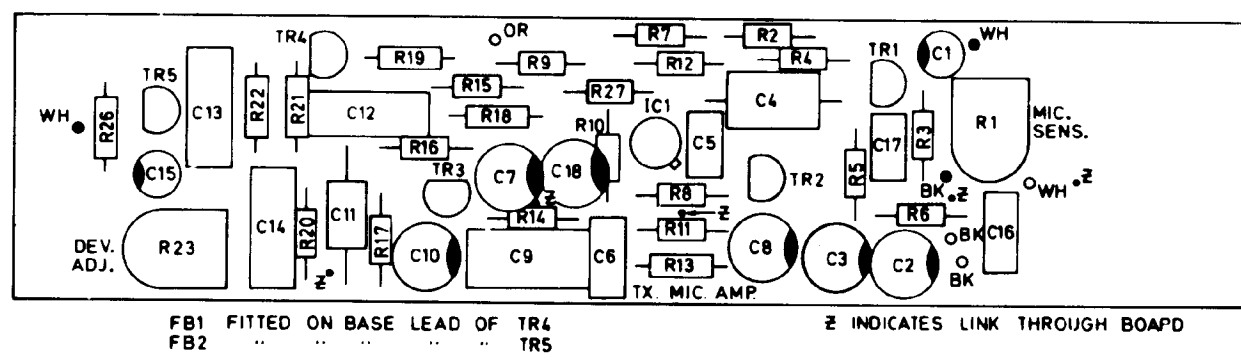 TR4
OR
R7
R2
WH
TR5
R19
R9
R12
R4
TR1
C1
C13
R22
R21
C12
R15
R27
IC1
C4
WH
R26
R18
R10
C5
R1
MIC.
SENS.
R16
C17
R3
C15
TR3
C7
C18
TR2
R5
C11
R8
BK
Z
WH
Z
Z
C14
R20
R17
R14
R11
Z
R6
C16
DEV.
ADJ.
R23
C10
C9
C6
C8
C3
C2
BK
BK
Z
R13
TX. MIC. AMP.
FB1 FITTED ON BASE LEAD OF TR4
FB2 " " " " " TR5
Z INDICATES LINK THROUGH BOARD